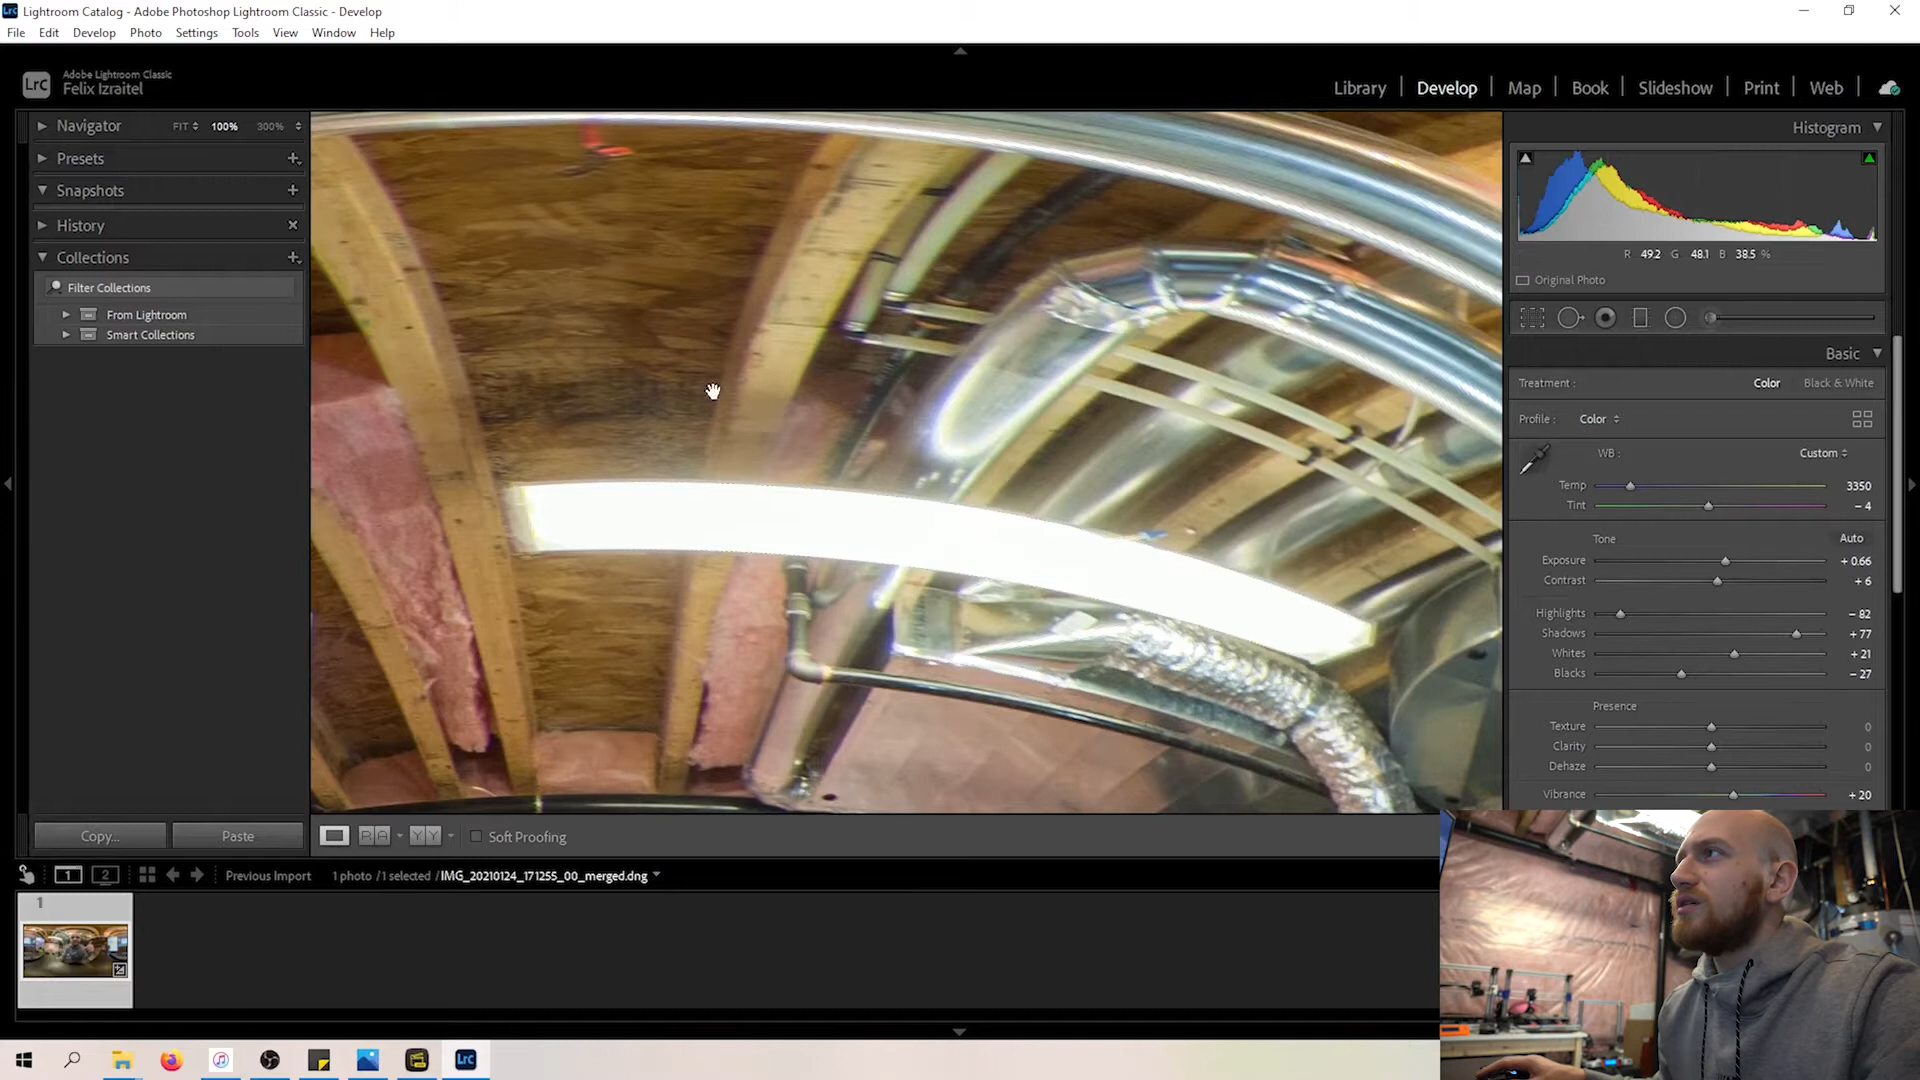 Lightroom Catalog - Adobe Photoshop Lightroom Classic - Develop
File Edit Develop Photo Settings Tools View Window Help
LrC
Adobe Lightroom Classic
Felix Izraitel
Library Develop Map Book Slideshow Print Web
Navigator FIT 100% 300%
Presets
Snapshots
History
Collections
Filter Collections
From Lightroom
Smart Collections
Histogram
R 49.2 G 48.1 B 38.5 %
Original Photo
Basic
Treatment : Color Black & White
Profile : Color
WB : Custom
Temp 3350
Tint – 4
Tone Auto
Exposure + 0.66
Contrast + 6
Highlights – 82
Shadows + 77
Whites + 21
Blacks – 27
Presence
Texture 0
Clarity 0
Dehaze 0
Vibrance + 20
Copy... Paste
R A Y Y Soft Proofing
1 2 Previous Import 1 photo / 1 selected / IMG_20210124_171255_00_merged.dng
1
Lrc